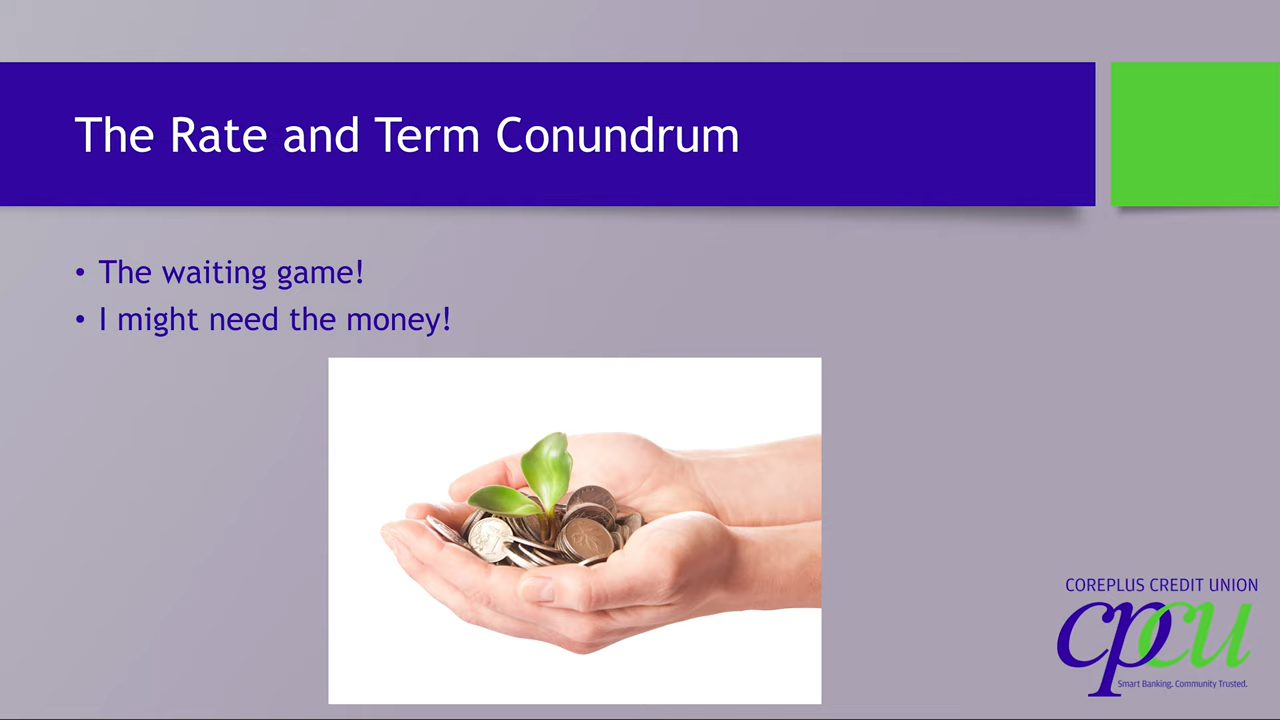 The Rate and Term Conundrum
• The waiting game!
• I might need the money!
COREPLUS CREDIT UNION
cpcu
Smart Banking. Community Trusted.